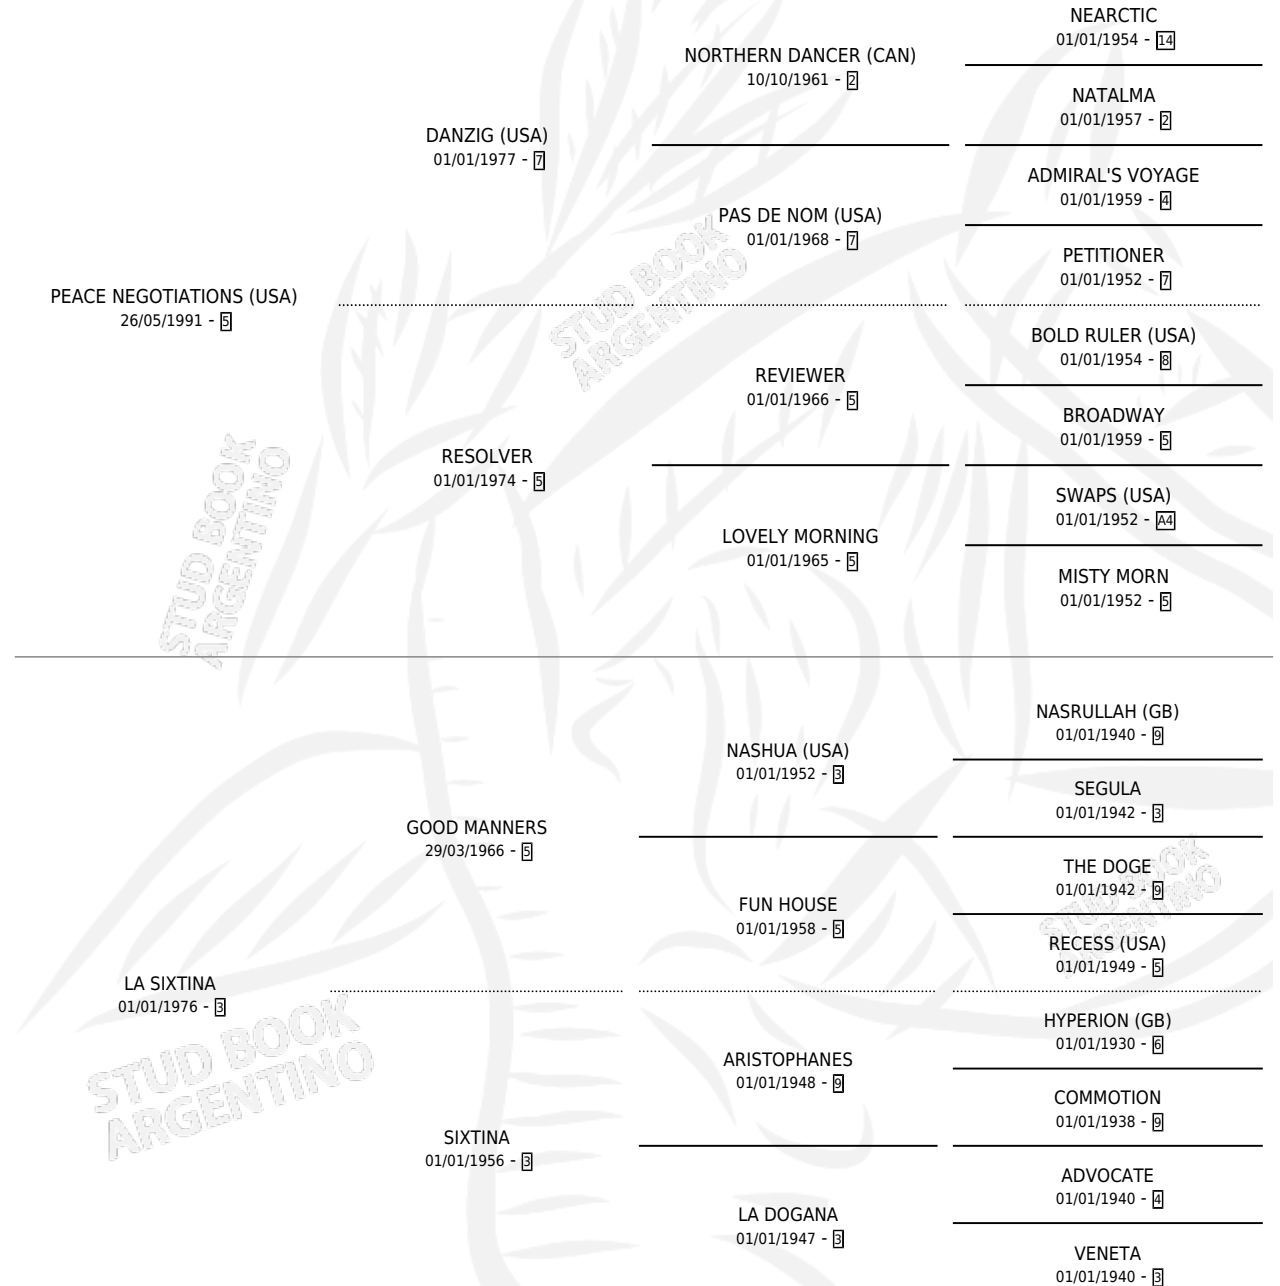 NEARCTIC
01/01/1954 - 14
NORTHERN DANCER (CAN)
10/10/1961 - 2
NATALMA
01/01/1957 - 2
DANZIG (USA)
01/01/1977 - 7
ADMIRAL'S VOYAGE
01/01/1959 - 4
PAS DE NOM (USA)
01/01/1968 - 7
PETITIONER
01/01/1952 - 7
PEACE NEGOTIATIONS (USA)
26/05/1991 - 5
BOLD RULER (USA)
01/01/1954 - 8
REVIEWER
01/01/1966 - 5
BROADWAY
01/01/1959 - 5
RESOLVER
01/01/1974 - 5
SWAPS (USA)
01/01/1952 - A4
LOVELY MORNING
01/01/1965 - 5
MISTY MORN
01/01/1952 - 5
NASRULLAH (GB)
01/01/1940 - 9
NASHUA (USA)
01/01/1952 - 3
SEGULA
01/01/1942 - 3
GOOD MANNERS
29/03/1966 - 5
THE DOGE
01/01/1942 - 9
FUN HOUSE
01/01/1958 - 5
RECESS (USA)
01/01/1949 - 5
LA SIXTINA
01/01/1976 - 3
HYPERION (GB)
01/01/1930 - 6
ARISTOPHANES
01/01/1948 - 9
COMMOTION
01/01/1938 - 9
SIXTINA
01/01/1956 - 3
ADVOCATE
01/01/1940 - 4
LA DOGANA
01/01/1947 - 3
VENETA
01/01/1940 - 3
STUD BOOK
ARGENTINO
STUD BOOK
ARGENTINO
STUD BOOK
ARGENTINO
STUD BOOK
ARGENTINO